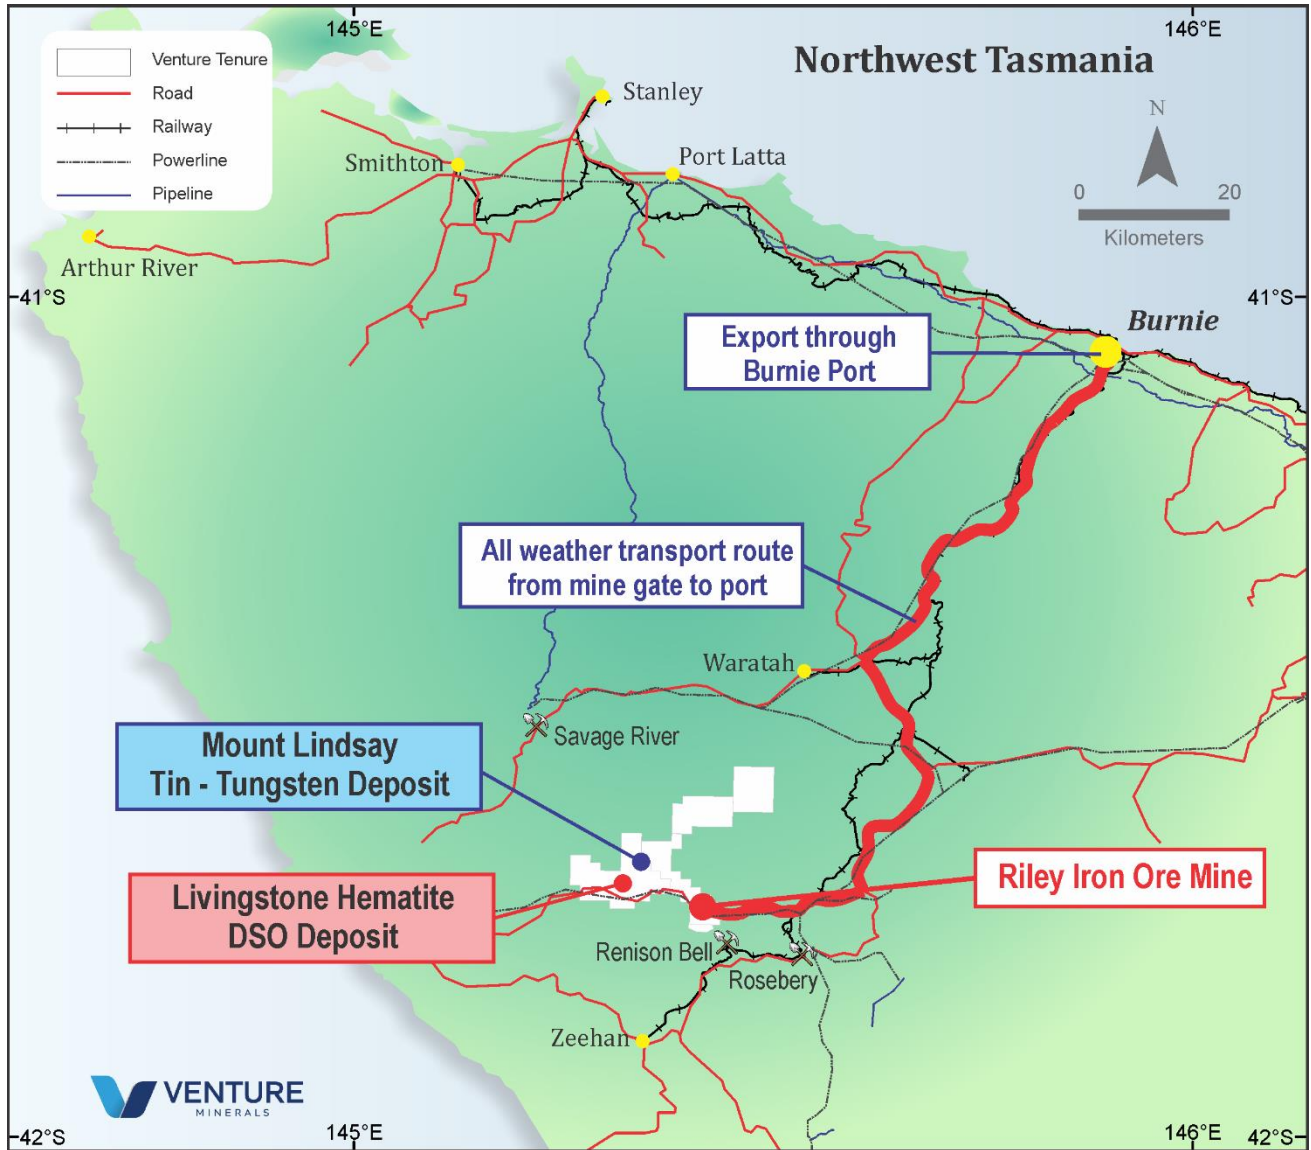 145°E
146°E
Northwest Tasmania
Venture Tenure
Road
Railway
Powerline
Pipeline
N
0 20
Kilometers
Stanley
Smithton
Port Latta
Arthur River
41°S
41°S
Burnie
Export through
Burnie Port
All weather transport route
from mine gate to port
Waratah
Savage River
Mount Lindsay
Tin - Tungsten Deposit
Livingstone Hematite
DSO Deposit
Riley Iron Ore Mine
Renison Bell
Rosebery
Zeehan
VENTURE
MINERALS
42°S
145°E
146°E
42°S